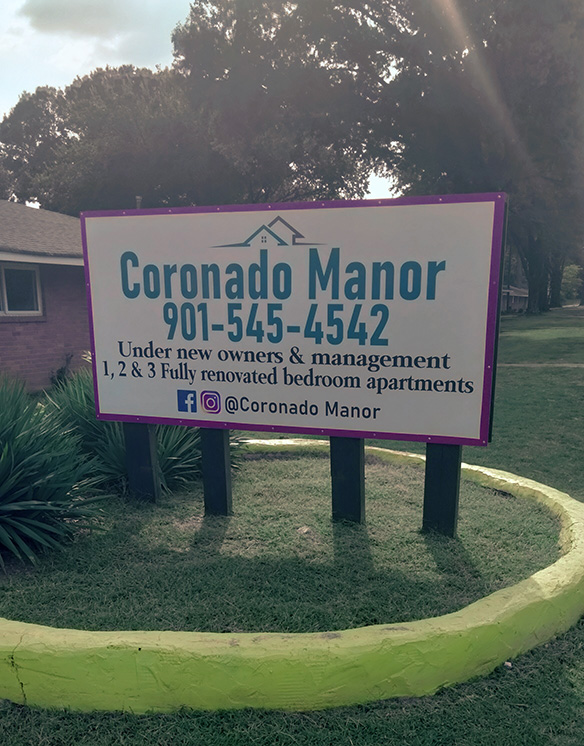 Coronado Manor
901-545-4542
Under new owners & management
1, 2 & 3 Fully renovated bedroom apartments
@Coronado Manor